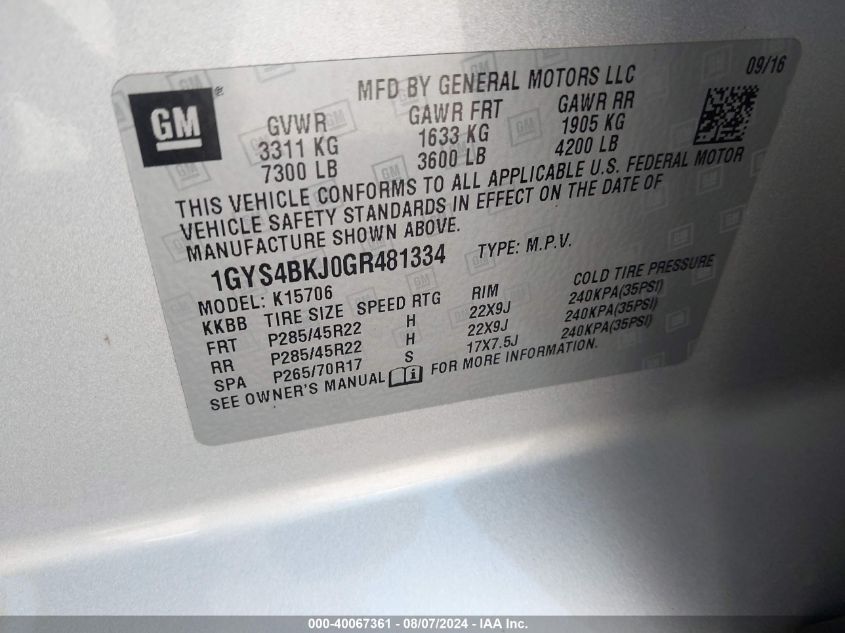 GM
®
MFD BY GENERAL MOTORS LLC
09/16
GVWR GAWR FRT GAWR RR
3311 KG 1633 KG 1905 KG
7300 LB 3600 LB 4200 LB
THIS VEHICLE CONFORMS TO ALL APPLICABLE U.S. FEDERAL MOTOR
VEHICLE SAFETY STANDARDS IN EFFECT ON THE DATE OF
MANUFACTURE SHOWN ABOVE.
1GYS4BKJ0GR481334 TYPE: M.P.V.
MODEL: K15706
KKBB TIRE SIZE SPEED RTG RIM COLD TIRE PRESSURE
FRT P285/45R22 H 22X9J 240KPA(35PSI)
RR P285/45R22 H 22X9J 240KPA(35PSI)
SPA P265/70R17 S 17X7.5J 240KPA(35PSI)
SEE OWNER'S MANUAL FOR MORE INFORMATION.
000-40067361 - 08/07/2024 - IAA Inc.